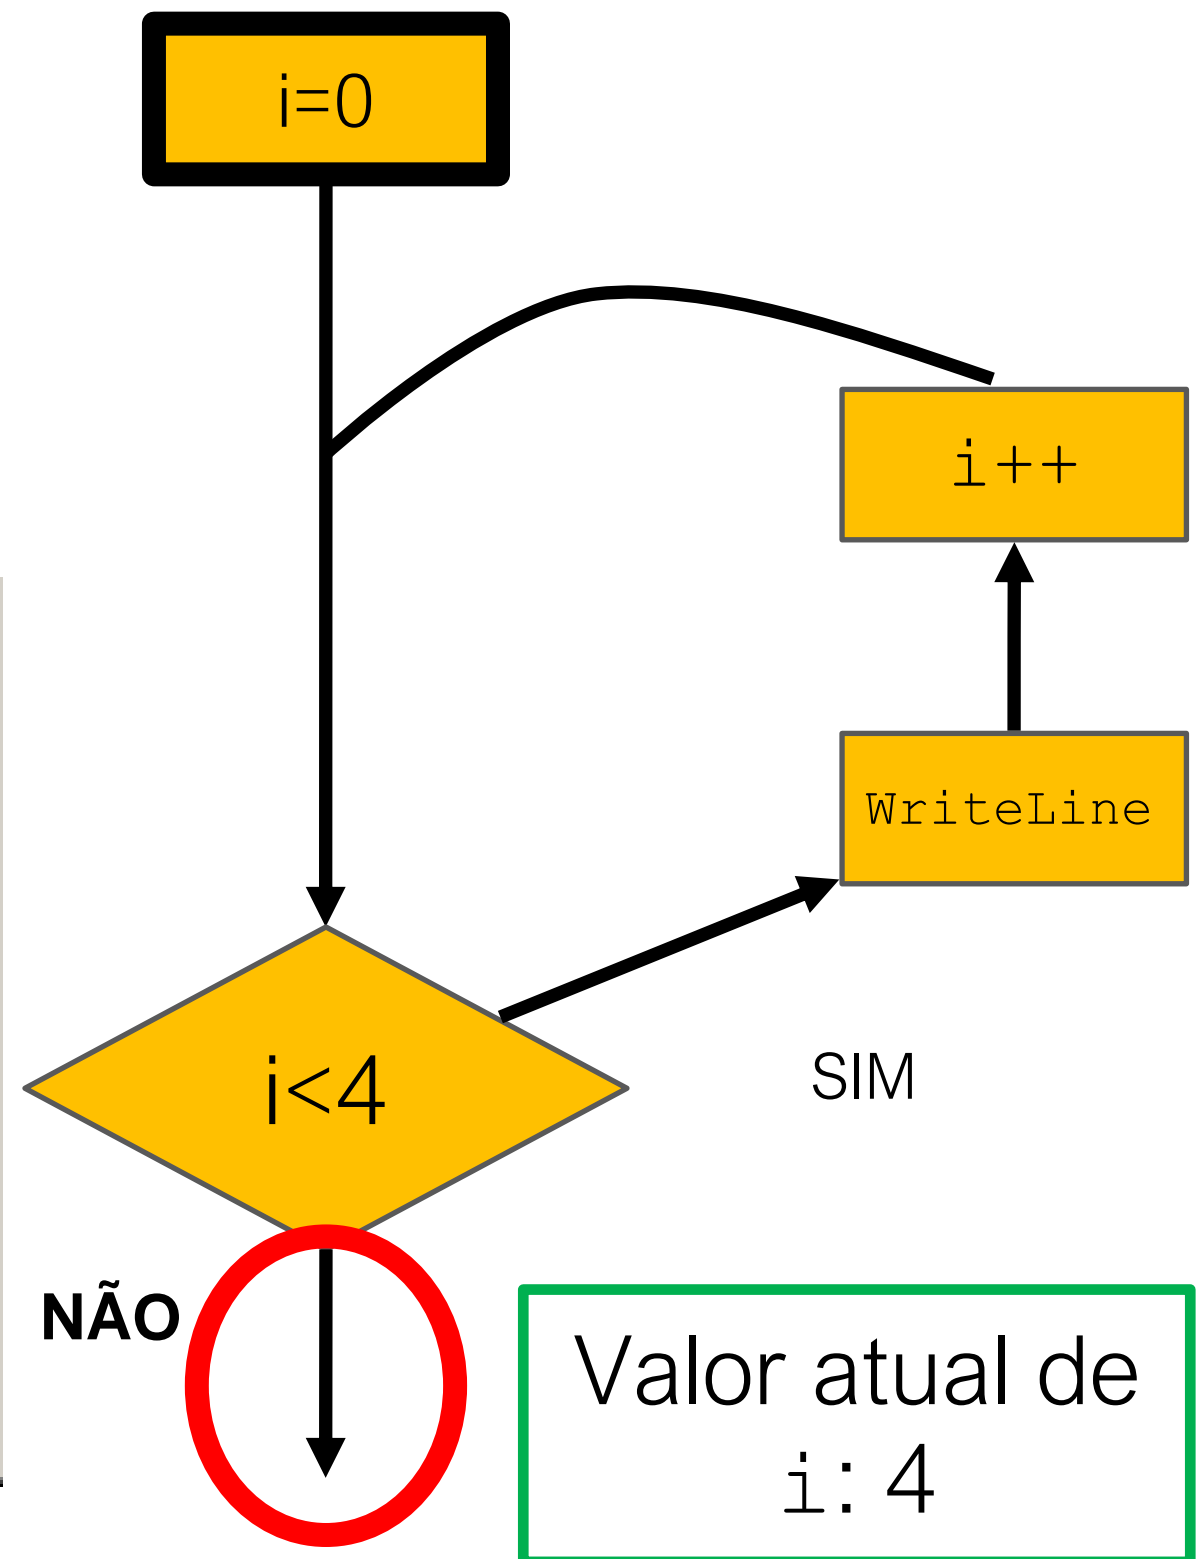 i=0
i++
WriteLine
i<4
SIM
NÃO
Valor atual de
i: 4